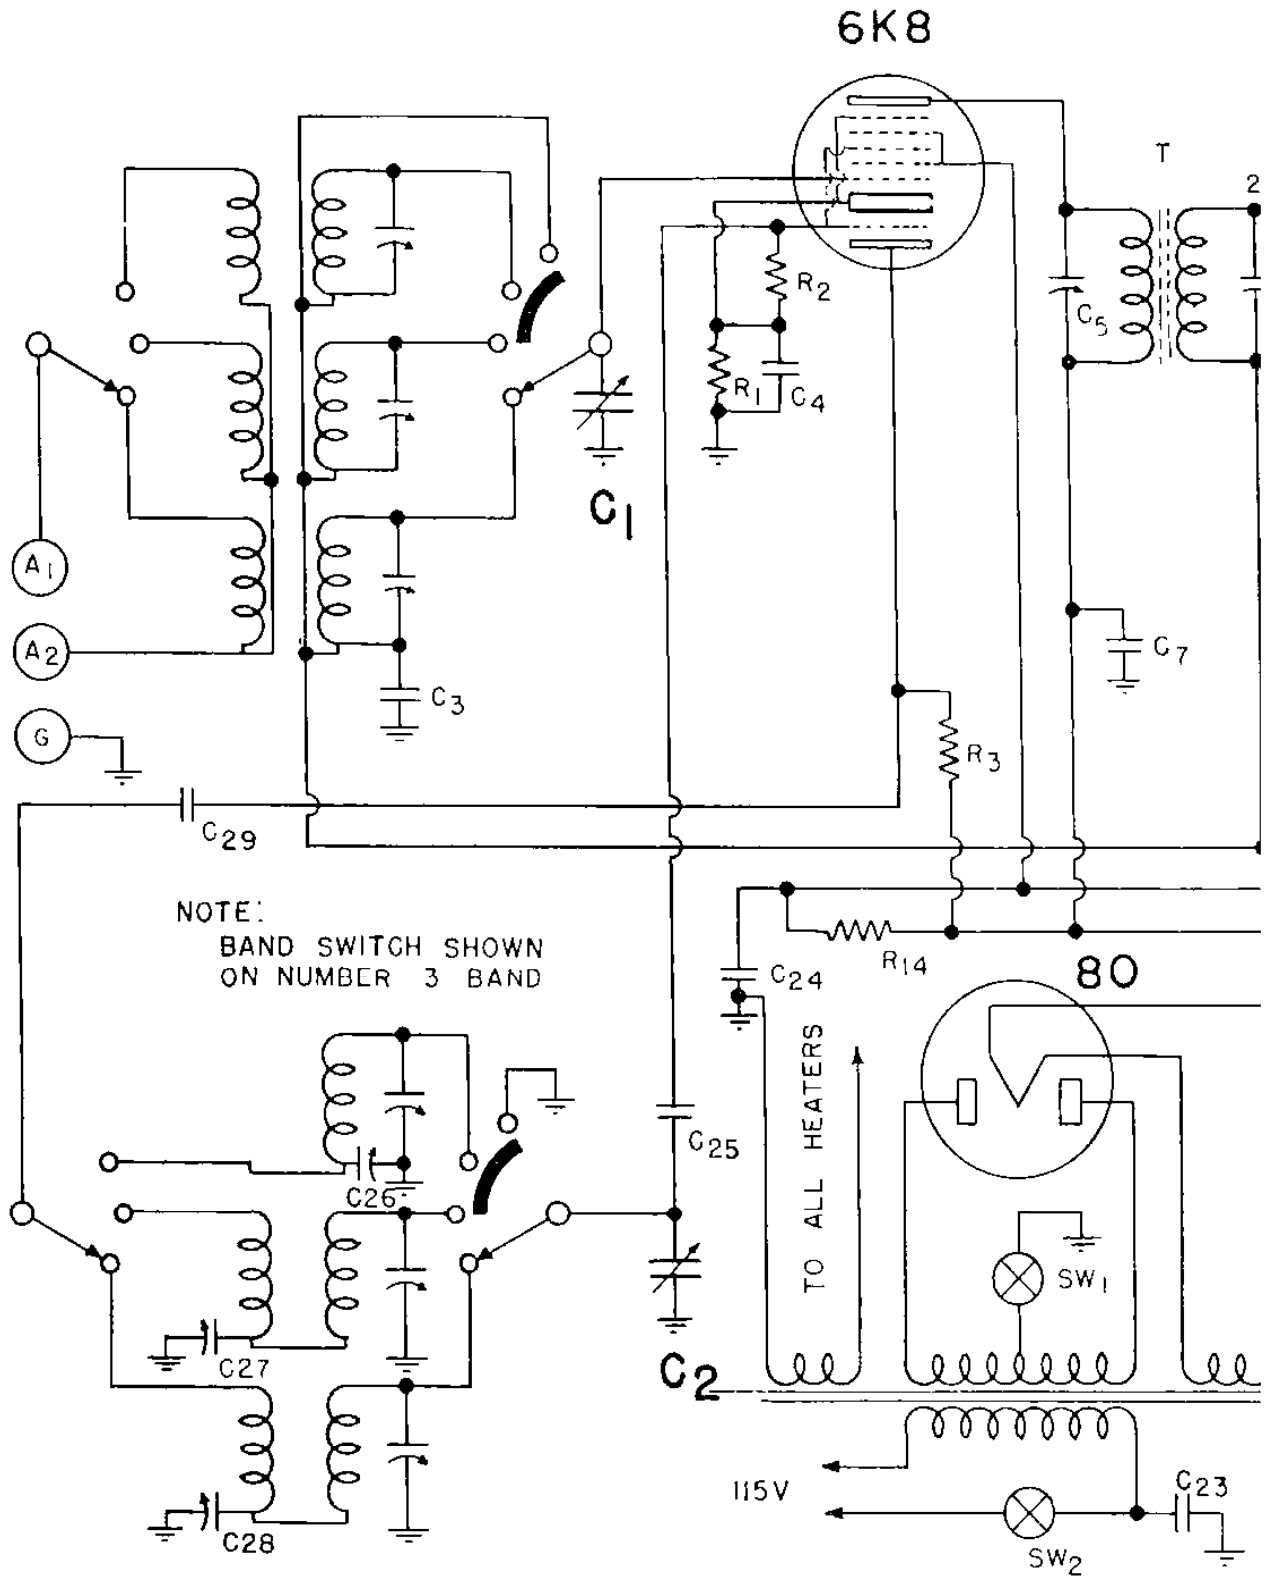 6K8
T
2
R2
C5
R1
C4
C1
A1
A2
C3
C7
G
R3
C29
NOTE:
BAND SWITCH SHOWN
ON NUMBER 3 BAND
R14
80
C24
TO ALL HEATERS
C25
C26
SW1
C27
C2
115V
C23
C28
SW2